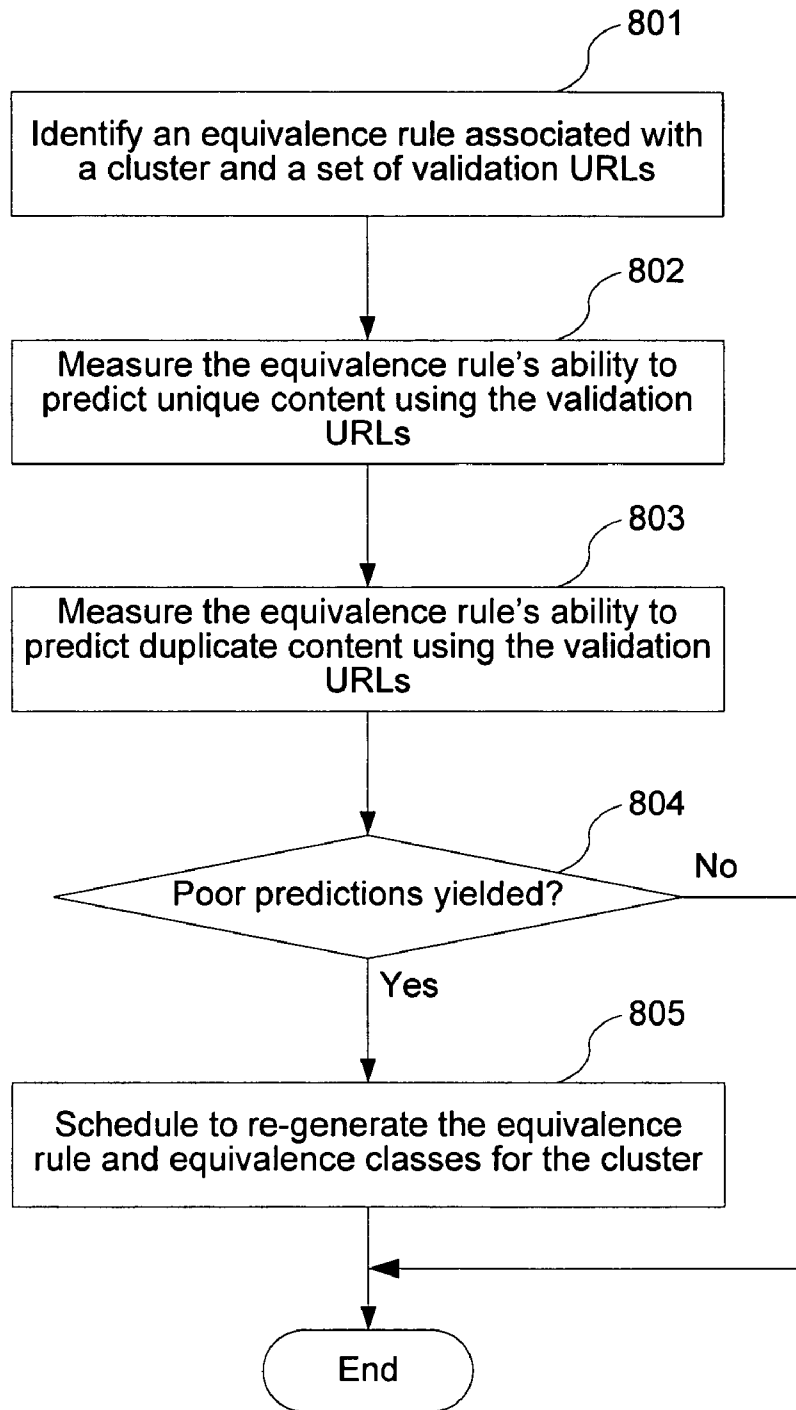 801
Identify an equivalence rule associated with
a cluster and a set of validation URLs
802
Measure the equivalence rule's ability to
predict unique content using the validation
URLs
803
Measure the equivalence rule's ability to
predict duplicate content using the validation
URLs
804
Poor predictions yielded?
No
Yes
805
Schedule to re-generate the equivalence
rule and equivalence classes for the cluster
End